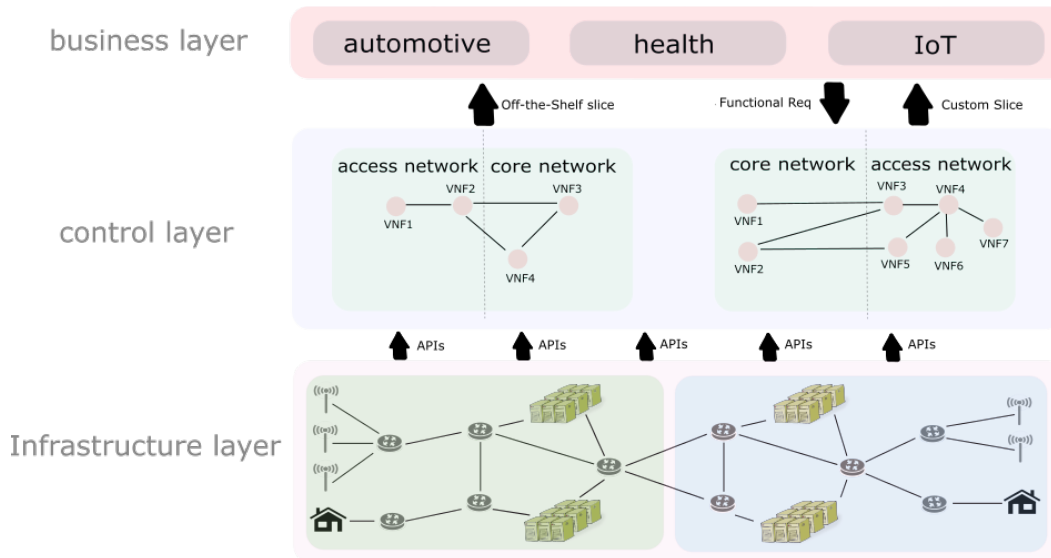 business layer
automotive
health
IoT
Off-the-Shelf slice
Functional Req
Custom Slice
control layer
access network
core network
VNF1
VNF2
VNF3
VNF4
core network
access network
VNF1
VNF2
VNF3
VNF4
VNF5
VNF6
VNF7
APIs
APIs
APIs
APIs
APIs
Infrastructure layer